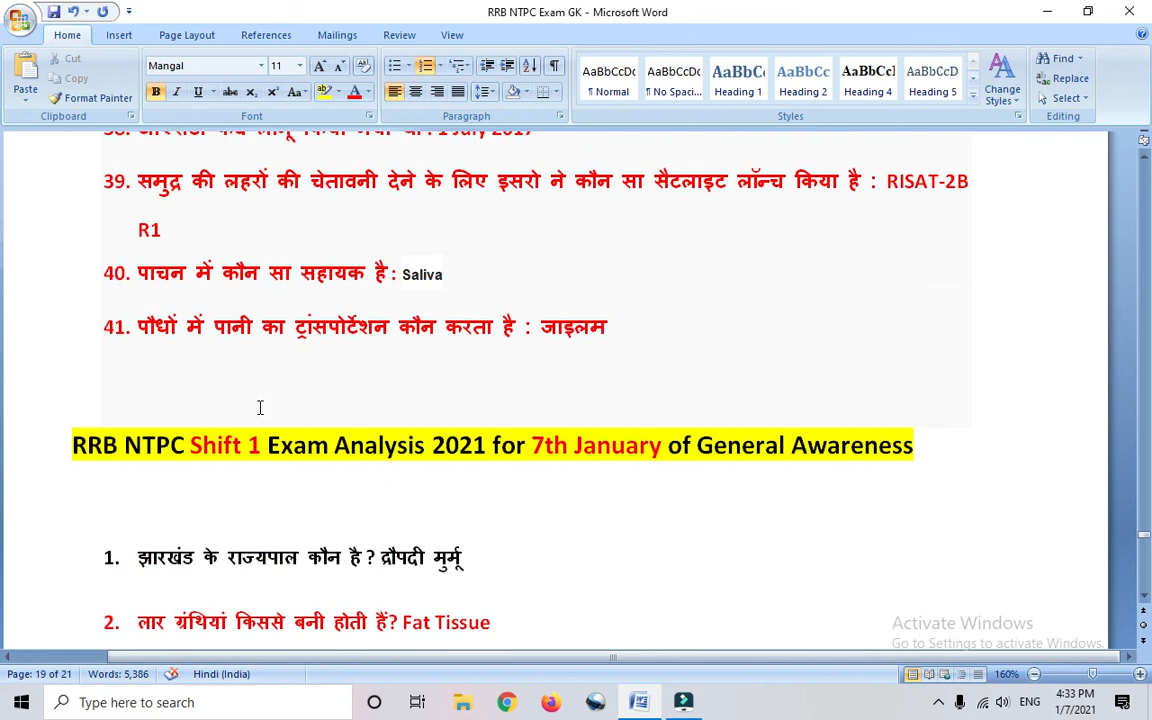 RRB NTPC Exam GK - Microsoft Word
Home Insert Page Layout References Mailings Review View
Paste
Cut
Copy
Format Painter
Clipboard
Mangal 11
Font
Paragraph
AaBbCcDc AaBbCcDc AaBbCc AaBbCc AaBbCcI AaBbCcDc
¶ Normal ¶ No Spaci... Heading 1 Heading 2 Heading 4 Heading 5
Change Styles
Styles
Find
Replace
Select
Editing
1 July 2017
39. समुद्र की लहरों की चेतावनी देने के लिए इसरो ने कौन सा सैटलाइट लॉन्च किया है : RISAT-2B
R1
40. पाचन में कौन सा सहायक है : Saliva
41. पौधों में पानी का ट्रांसपोर्टेशन कौन करता है : जाइलम
RRB NTPC Shift 1 Exam Analysis 2021 for 7th January of General Awareness
1. झारखंड के राज्यपाल कौन है ? द्रौपदी मुर्मू
2. लार ग्रंथियां किससे बनी होती हैं? Fat Tissue
Activate Windows
Go to Settings to activate Windows.
Page: 19 of 21 Words: 5,386 Hindi (India) 160%
Type here to search
ENG
4:33 PM
1/7/2021